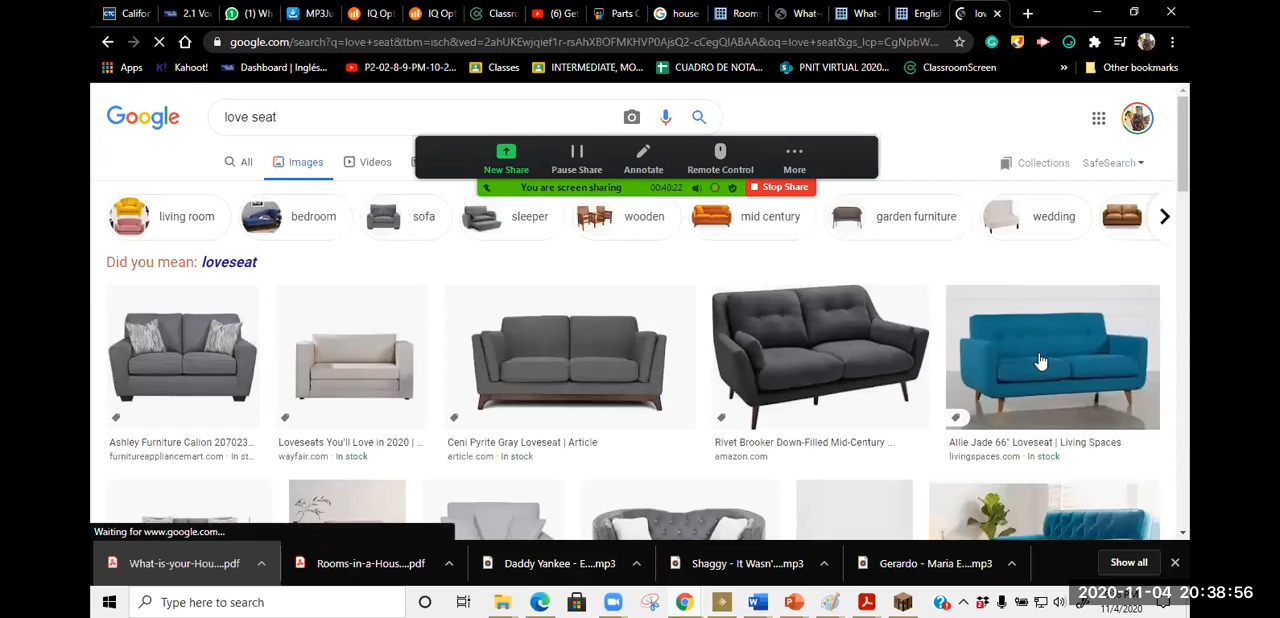 CTC Califor
2.1 Vo
(1) Wh
MP3Ju
IQ Opt
IQ Opt
Classro
(6) Get
Parts C
house
Room
What-
What-
English
lov
google.com/search?q=love+seat&tbm=isch&ved=2ahUKEwjqief1r-rsAhXBOFMKHVP0AjsQ2-cCegQIABAA&oq=love+seat&gs_lcp=CgNpbW...
Apps
Kahoot!
Dashboard | Inglés...
P2-02-8-9-PM-10-2...
Classes
INTERMEDIATE, MO...
CUADRO DE NOTA...
PNIT VIRTUAL 2020...
ClassroomScreen
»
Other bookmarks
Google
love seat
All
Images
Videos
New Share
Pause Share
Annotate
Remote Control
More
You are screen sharing
00:40:22
Stop Share
Collections
SafeSearch
living room
bedroom
sofa
sleeper
wooden
mid century
garden furniture
wedding
Did you mean: loveseat
Ashley Furniture Calion 207023...
furnitureappliancemart.com · In st...
Loveseats You'll Love in 2020 | ...
wayfair.com · In stock
Ceni Pyrite Gray Loveseat | Article
article.com · In stock
Rivet Brooker Down-Filled Mid-Century ...
amazon.com
Allie Jade 66" Loveseat | Living Spaces
livingspaces.com · In stock
Waiting for www.google.com...
What-is-your-Hou....pdf
Rooms-in-a-Hous....pdf
Daddy Yankee - E....mp3
Shaggy - It Wasn'....mp3
Gerardo - Maria E....mp3
Show all
Type here to search
2020-11-04 20:38:56
11/4/2020